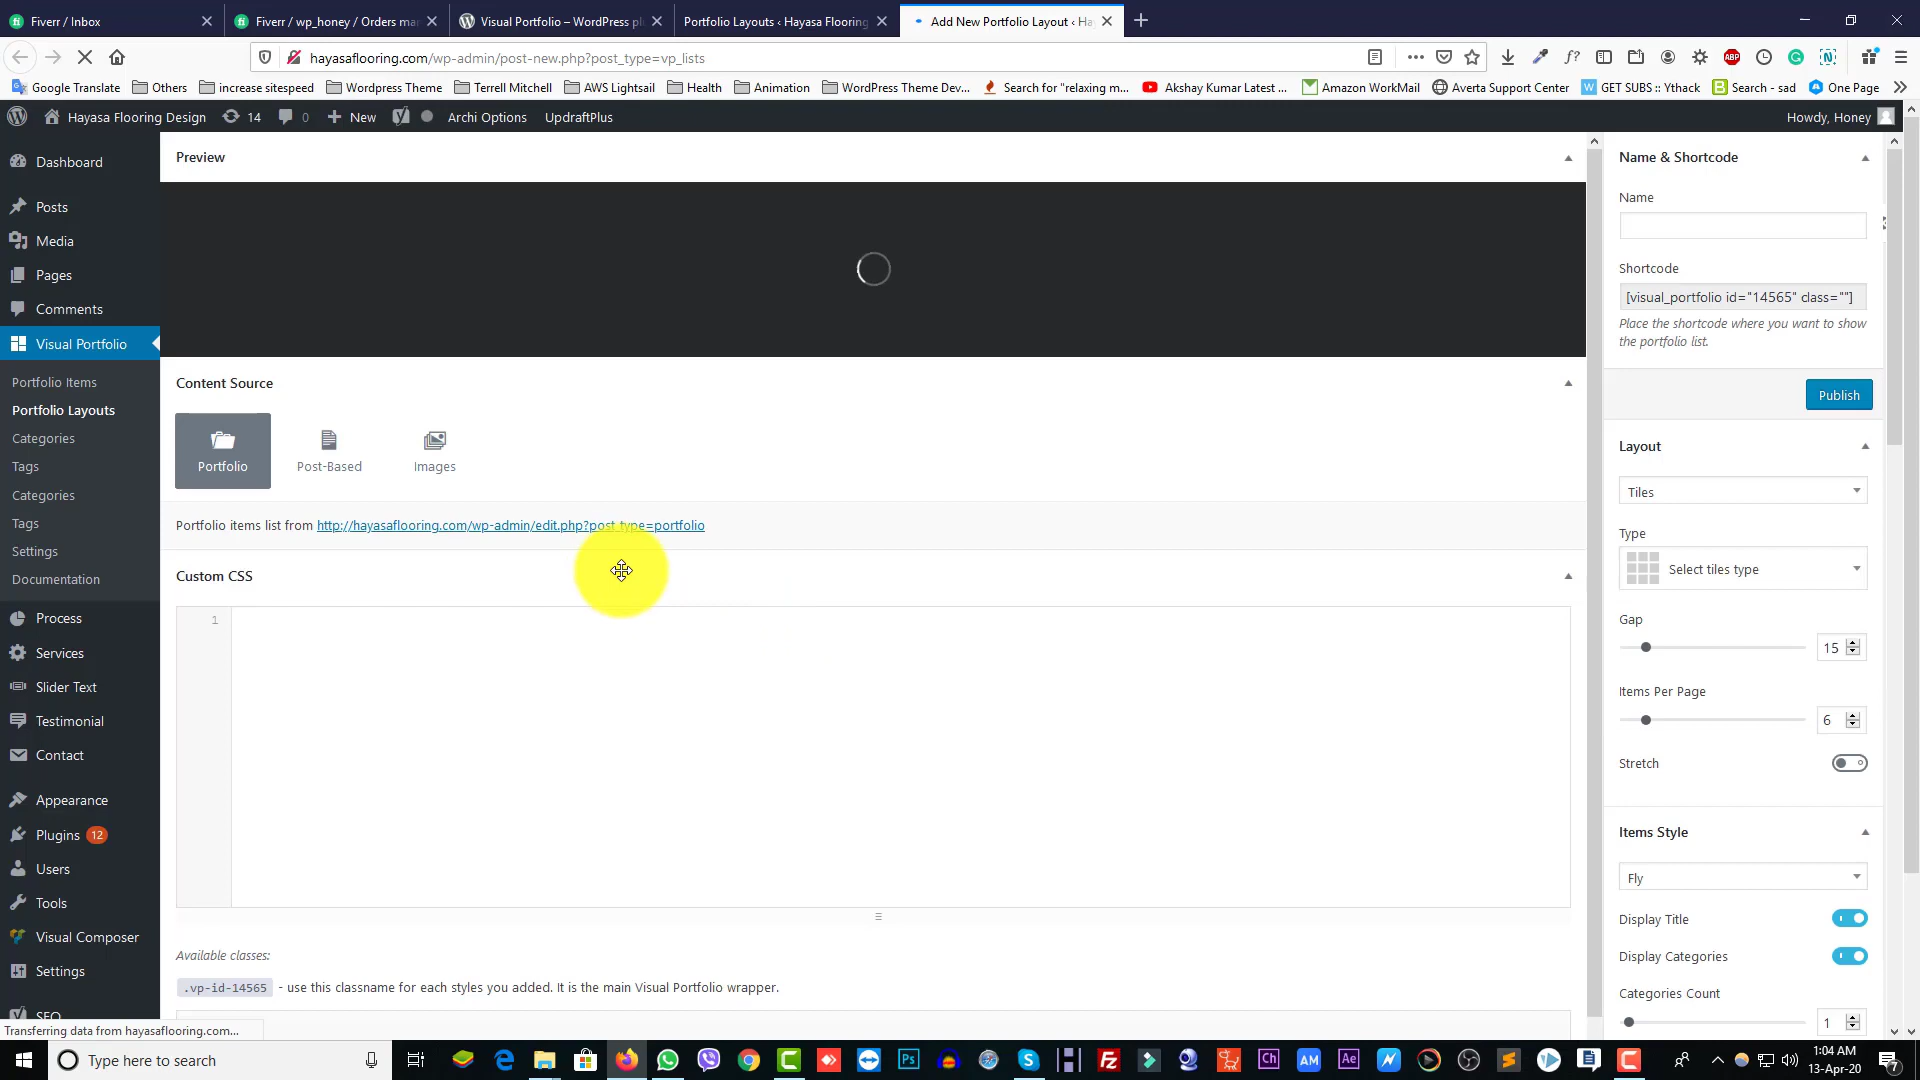 Fiverr / Inbox
Fiverr / wp_honey / Orders ma
Visual Portfolio – WordPress pl
Portfolio Layouts ‹ Hayasa Flooring
Add New Portfolio Layout ‹ Ha
hayasaflooring.com/wp-admin/post-new.php?post_type=vp_lists
Google Translate
Others
increase sitespeed
Wordpress Theme
Terrell Mitchell
AWS Lightsail
Health
Animation
WordPress Theme Dev...
Search for "relaxing m...
Akshay Kumar Latest ...
Amazon WorkMail
Averta Support Center
GET SUBS :: Ythack
Search - sad
One Page
Hayasa Flooring Design
14
0
New
Archi Options
UpdraftPlus
Howdy, Honey
Dashboard
Posts
Media
Pages
Comments
Visual Portfolio
Portfolio Items
Portfolio Layouts
Categories
Tags
Categories
Tags
Settings
Documentation
Process
Services
Slider Text
Testimonial
Contact
Appearance
Plugins 12
Users
Tools
Visual Composer
Settings
SEO
Transferring data from hayasaflooring.com...
Preview
Content Source
Portfolio
Post-Based
Images
Portfolio items list from http://hayasaflooring.com/wp-admin/edit.php?post_type=portfolio
Custom CSS
1
Available classes:
.vp-id-14565 - use this classname for each styles you added. It is the main Visual Portfolio wrapper.
Name & Shortcode
Name
Shortcode
[visual_portfolio id="14565" class=""]
Place the shortcode where you want to show
the portfolio list.
Publish
Layout
Tiles
Type
Select tiles type
Gap
15
Items Per Page
6
Stretch
Items Style
Fly
Display Title
Display Categories
Categories Count
1
Type here to search
1:04 AM
13-Apr-20
7